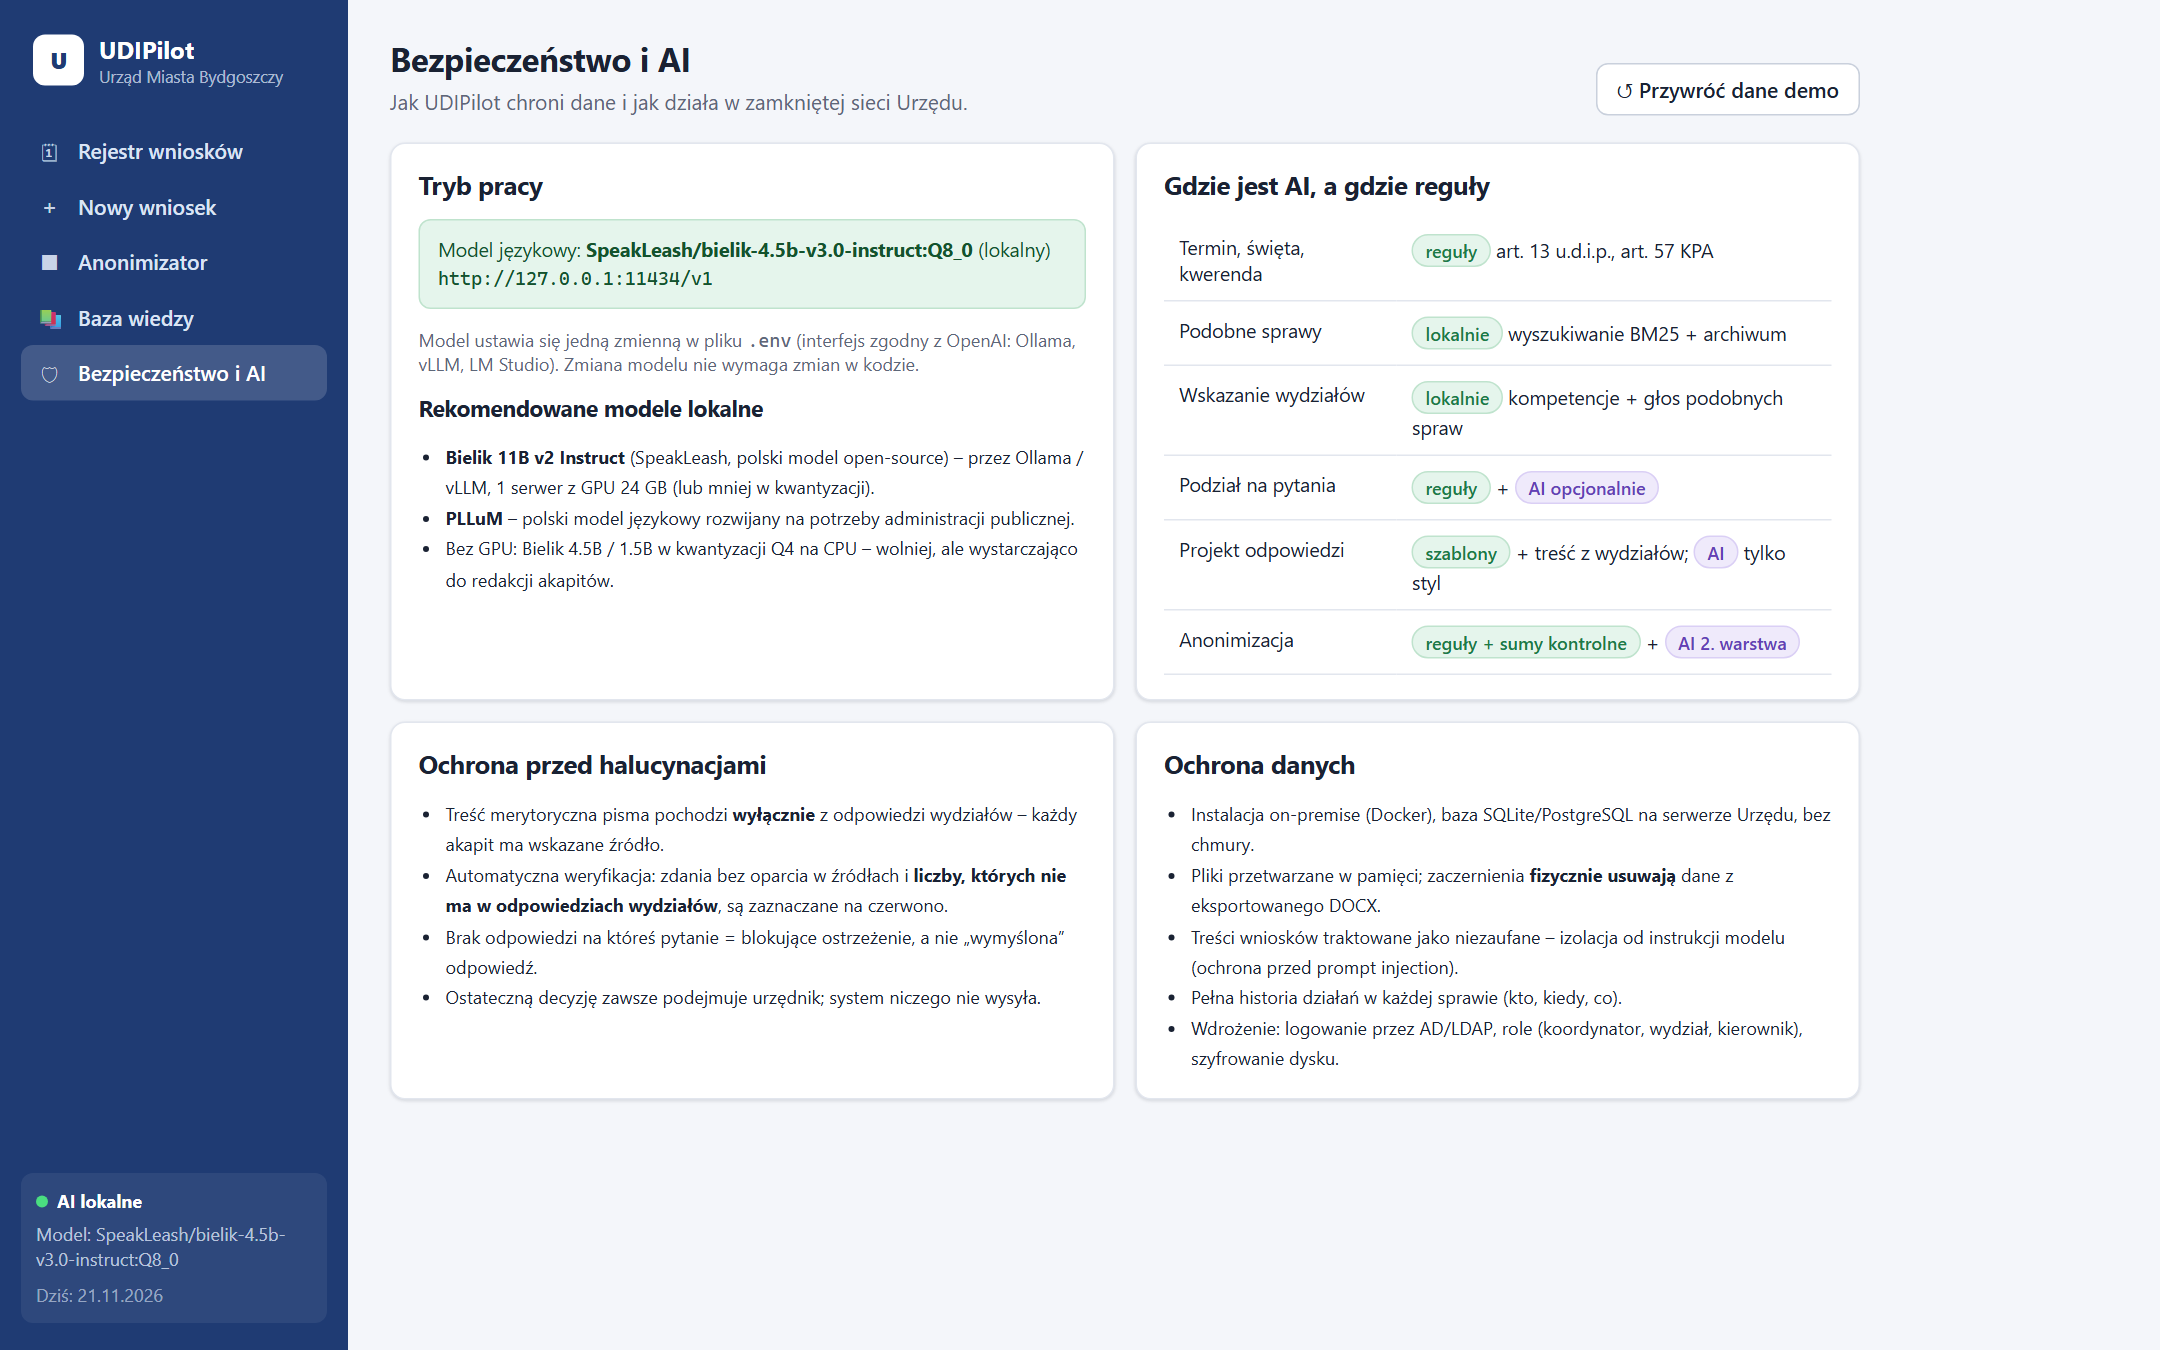 U
UDIPilot
Urząd Miasta Bydgoszczy
Rejestr wniosków
+ Nowy wniosek
Anonimizator
Baza wiedzy
Bezpieczeństwo i AI
AI lokalne
Model: SpeakLeash/bielik-4.5b-
v3.0-instruct:Q8_0
Dziś: 21.11.2026
Bezpieczeństwo i AI
Jak UDIPilot chroni dane i jak działa w zamkniętej sieci Urzędu.
↺ Przywróć dane demo
Tryb pracy
Model językowy: SpeakLeash/bielik-4.5b-v3.0-instruct:Q8_0 (lokalny)
http://127.0.0.1:11434/v1
Model ustawia się jedną zmienną w pliku .env (interfejs zgodny z OpenAI: Ollama,
vLLM, LM Studio). Zmiana modelu nie wymaga zmian w kodzie.
Rekomendowane modele lokalne
• Bielik 11B v2 Instruct (SpeakLeash, polski model open-source) – przez Ollama /
vLLM, 1 serwer z GPU 24 GB (lub mniej w kwantyzacji).
• PLLuM – polski model językowy rozwijany na potrzeby administracji publicznej.
• Bez GPU: Bielik 4.5B / 1.5B w kwantyzacji Q4 na CPU – wolniej, ale wystarczająco
do redakcji akapitów.
Gdzie jest AI, a gdzie reguły
Termin, święta,
kwerenda
reguły art. 13 u.d.i.p., art. 57 KPA
Podobne sprawy
lokalnie wyszukiwanie BM25 + archiwum
Wskazanie wydziałów
lokalnie kompetencje + głos podobnych
spraw
Podział na pytania
reguły + AI opcjonalnie
Projekt odpowiedzi
szablony + treść z wydziałów; AI tylko
styl
Anonimizacja
reguły + sumy kontrolne + AI 2. warstwa
Ochrona przed halucynacjami
• Treść merytoryczna pisma pochodzi wyłącznie z odpowiedzi wydziałów – każdy
akapit ma wskazane źródło.
• Automatyczna weryfikacja: zdania bez oparcia w źródłach i liczby, których nie
ma w odpowiedziach wydziałów, są zaznaczane na czerwono.
• Brak odpowiedzi na któreś pytanie = blokujące ostrzeżenie, a nie „wymyślona”
odpowiedź.
• Ostateczną decyzję zawsze podejmuje urzędnik; system niczego nie wysyła.
Ochrona danych
• Instalacja on-premise (Docker), baza SQLite/PostgreSQL na serwerze Urzędu, bez
chmury.
• Pliki przetwarzane w pamięci; zaczernienia fizycznie usuwają dane z
eksportowanego DOCX.
• Treści wniosków traktowane jako niezaufane – izolacja od instrukcji modelu
(ochrona przed prompt injection).
• Pełna historia działań w każdej sprawie (kto, kiedy, co).
• Wdrożenie: logowanie przez AD/LDAP, role (koordynator, wydział, kierownik),
szyfrowanie dysku.